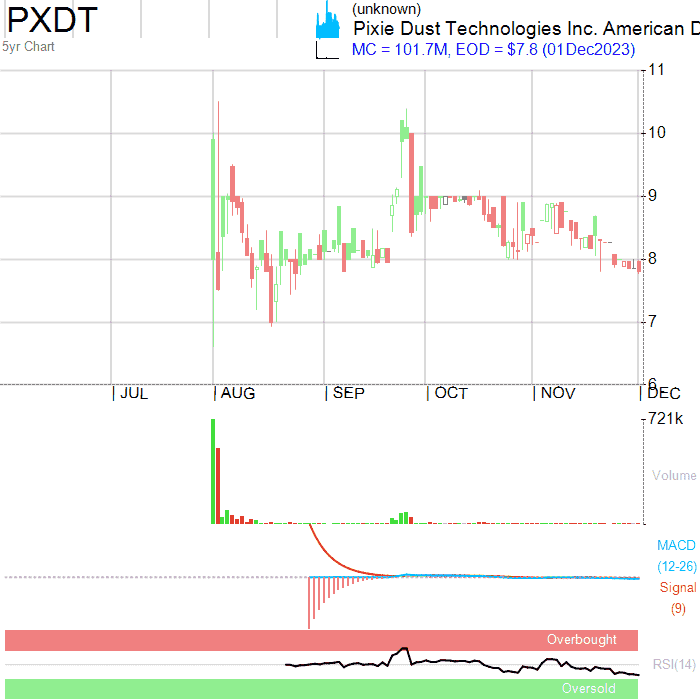 PXDT
5yr Chart
(unknown)
Pixie Dust Technologies Inc. American D
MC = 101.7M, EOD = $7.8 (01Dec2023)
11
10
9
8
7
6
JUL AUG SEP OCT NOV DEC
721k
Volume
MACD
(12-26)
Signal
(9)
Overbought
RSI(14)
Oversold